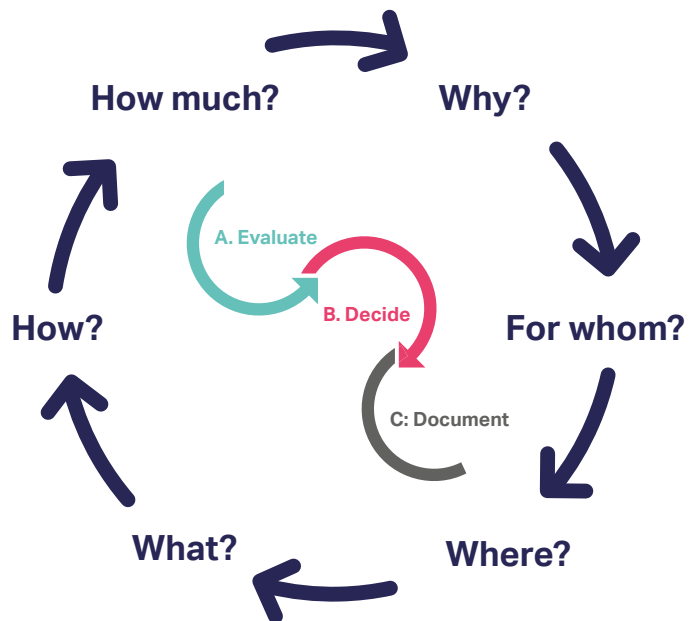 How much?
Why?
A. Evaluate
B. Decide
How?
For whom?
C: Document
What?
Where?